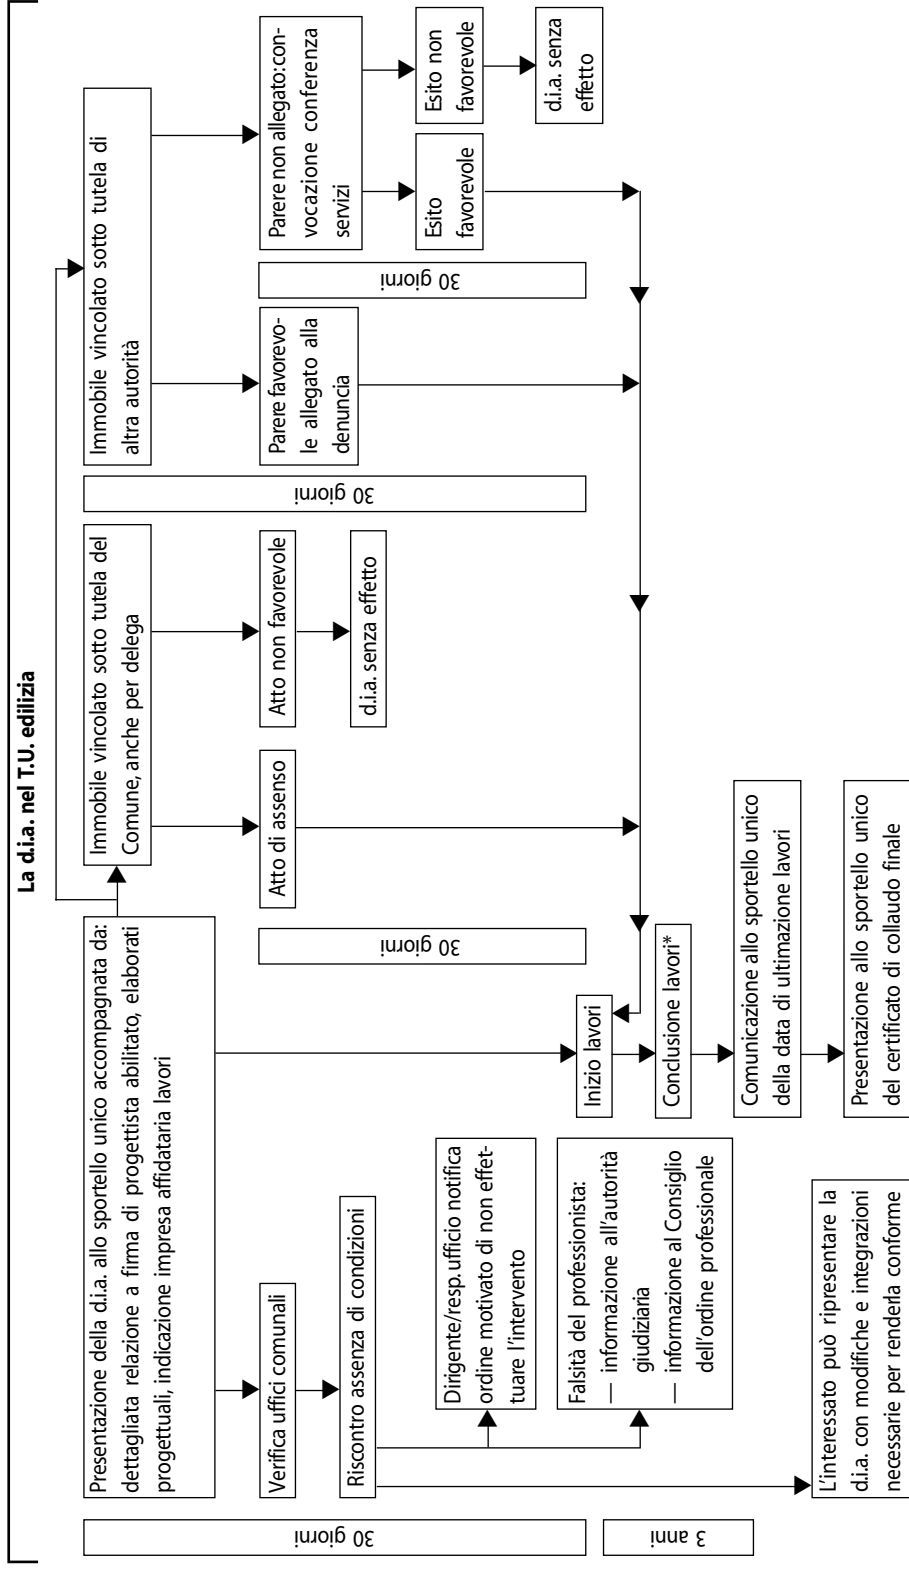 La d.i.a. nel T.U. edilizia
Presentazione della d.i.a. allo sportello unico accompagnata da:
dettagliata relazione a firma di progettista abilitato, elaborati
progettuali, indicazione impresa affidataria lavori
Immobile vincolato sotto tutela del
Comune, anche per delega
Immobile vincolato sotto tutela di
altra autorità
30 giorni
Verifica uffici comunali
Riscontro assenza di condizioni
Dirigente/resp. ufficio notifica
ordine motivato di non effet-
tuare l'intervento
3 anni
Falsità del professionista:
— informazione all'autorità
giudiziaria
— informazione al Consiglio
dell'ordine professionale
L'interessato può ripresentare la
d.i.a. con modifiche e integrazioni
necessarie per renderla conforme
Inizio lavori
Conclusione lavori*
Comunicazione allo sportello unico
della data di ultimazione lavori
Presentazione allo sportello unico
del certificato di collaudo finale
30 giorni
Atto di assenso
Atto non favorevole
d.i.a. senza effetto
30 giorni
Parere favorevo-
le allegato alla
denuncia
30 giorni
Parere non allegato: con-
vocazione conferenza
servizi
Esito
favorevole
Esito non
favorevole
d.i.a. senza
effetto